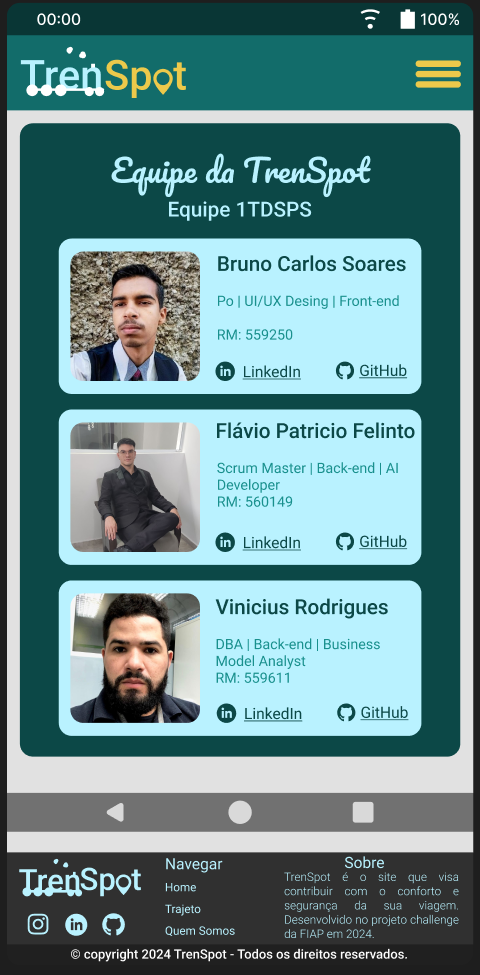 00:00 100%
TrenSpot
Equipe da TrenSpot
Equipe 1TDSPS
Bruno Carlos Soares
Po | UI/UX Desing | Front-end
RM: 559250
LinkedIn GitHub
Flávio Patricio Felinto
Scrum Master | Back-end | AI
Developer
RM: 560149
LinkedIn GitHub
Vinicius Rodrigues
DBA | Back-end | Business
Model Analyst
RM: 559611
LinkedIn GitHub
TrenSpot
Navegar
Home
Trajeto
Quem Somos
Sobre
TrenSpot é o site que visa
contribuir com o conforto e
segurança da sua viagem.
Desenvolvido no projeto challenge
da FIAP em 2024.
© copyright 2024 TrenSpot - Todos os direitos reservados.